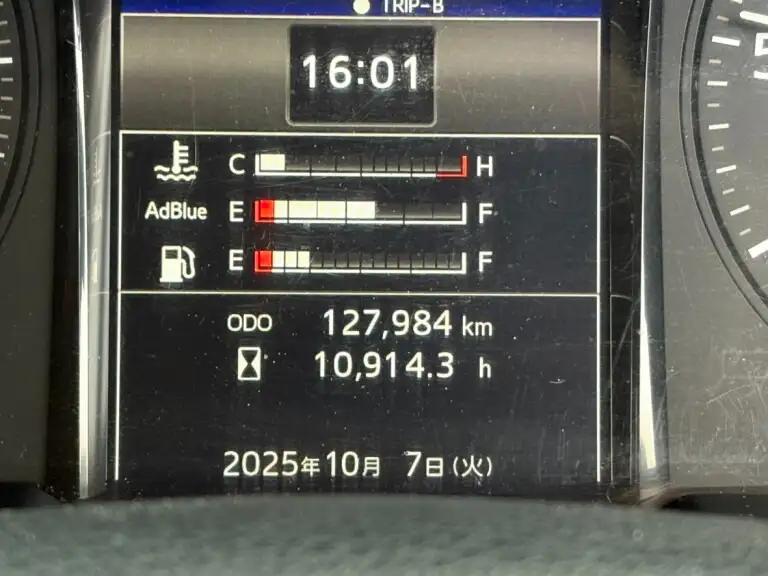 TRIP-B
16:01
C H
AdBlue E F
E F
ODO 127,984 km
10,914.3 h
2025年10月 7日(火)